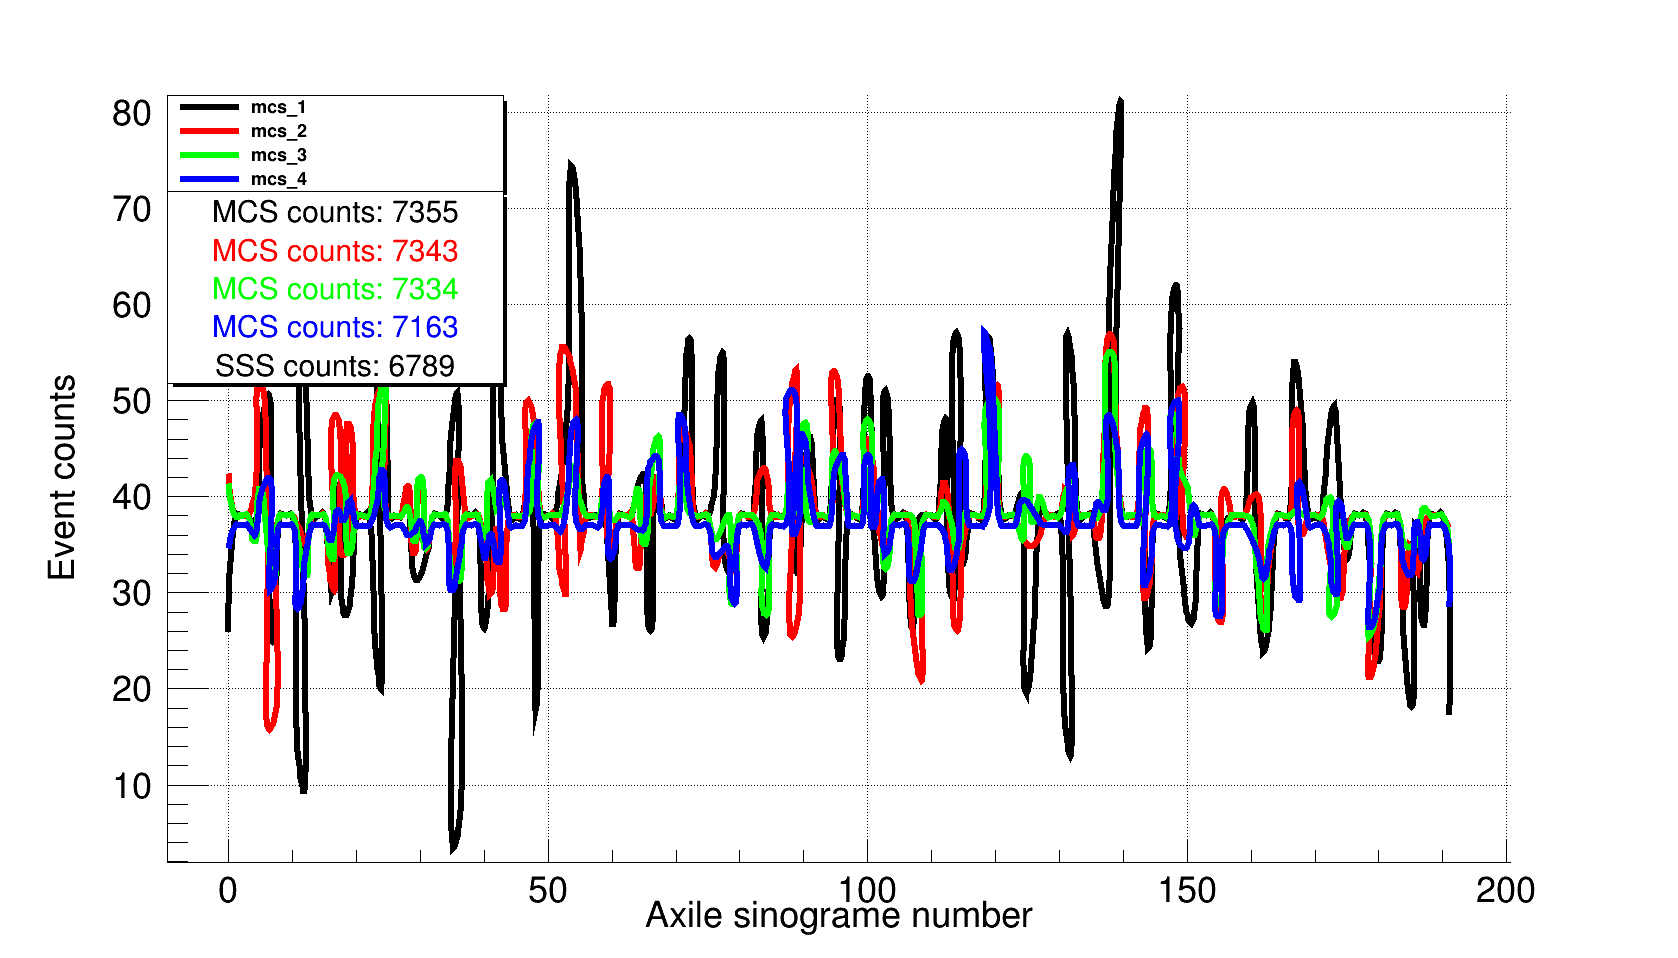 mcs_1
mcs_2
mcs_3
mcs_4
MCS counts: 7355
MCS counts: 7343
MCS counts: 7334
MCS counts: 7163
SSS counts: 6789
Event counts
80
70
60
50
40
30
20
10
0 50 100 150 200
Axile sinograme number